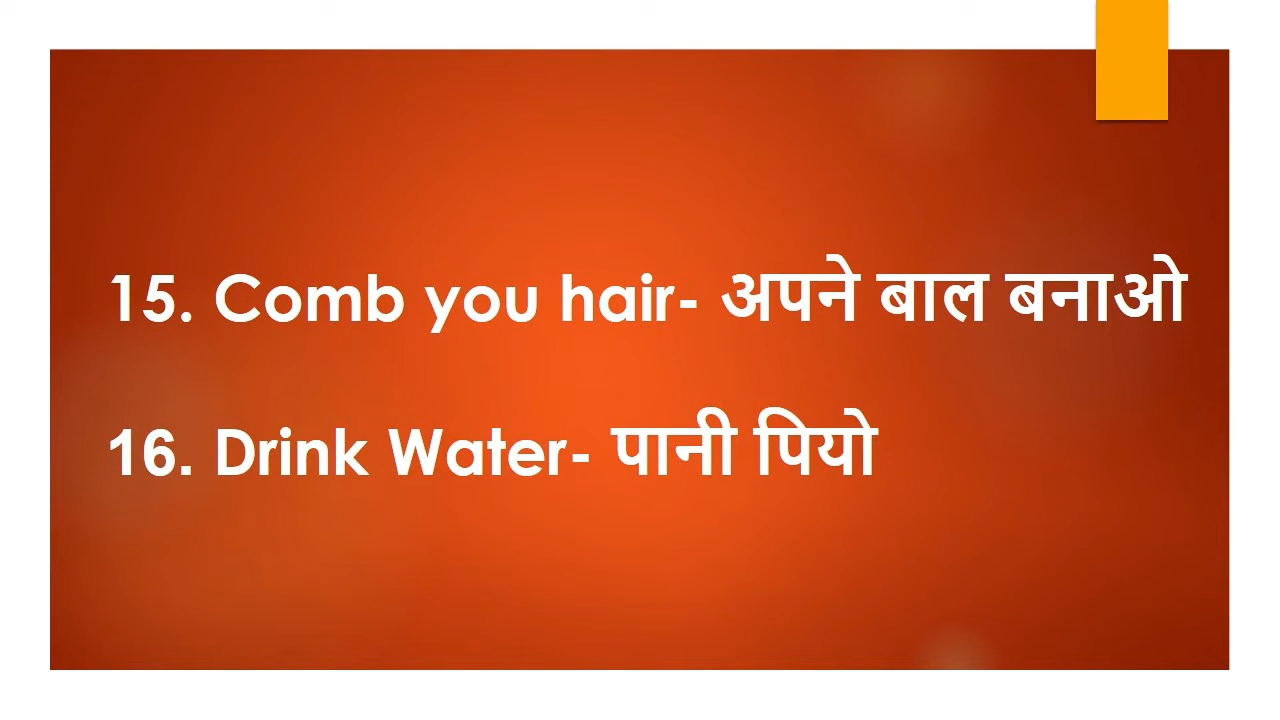 15. Comb you hair- अपने बाल बनाओ
16. Drink Water- पानी पियो